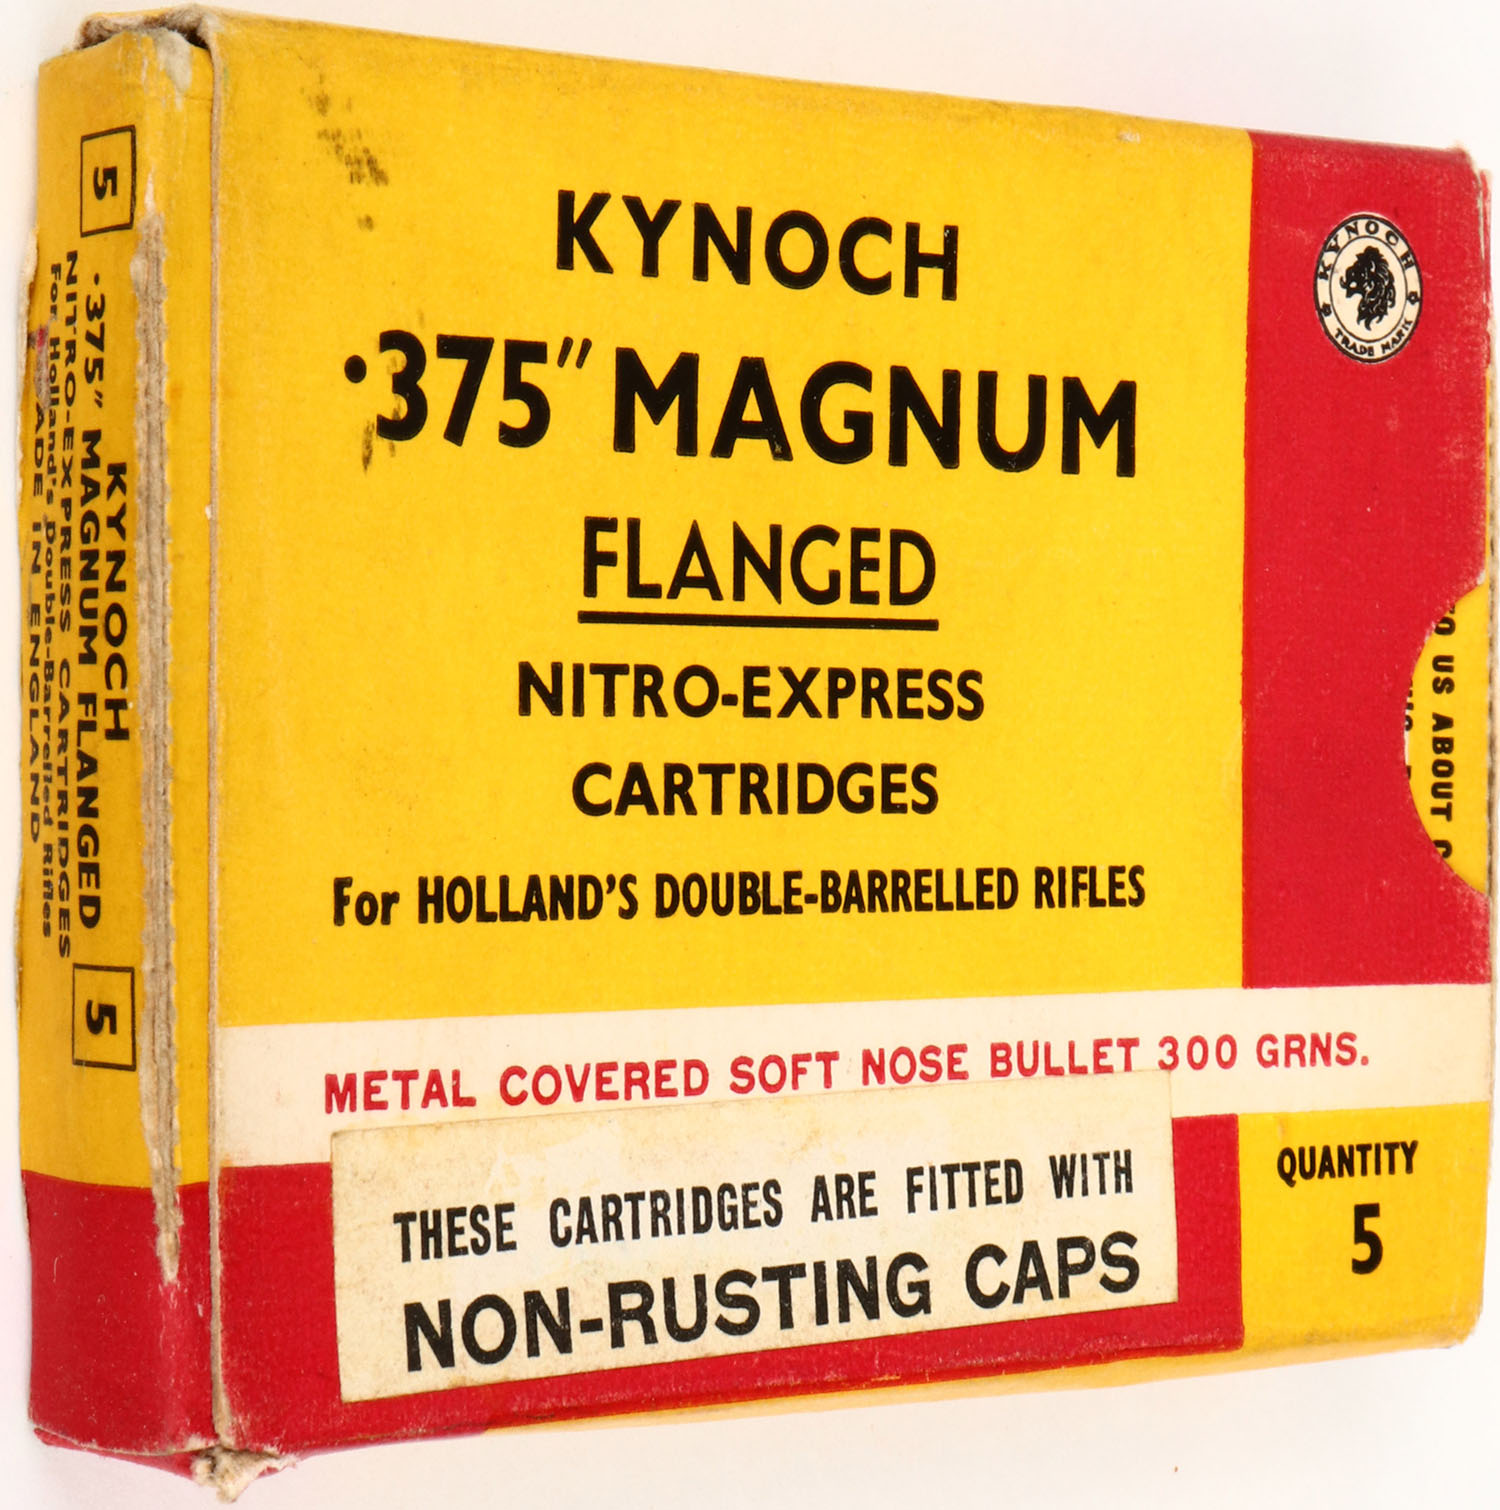 KYNOCH
·375" MAGNUM
FLANGED
NITRO-EXPRESS
CARTRIDGES
For HOLLAND'S DOUBLE-BARRELLED RIFLES
METAL COVERED SOFT NOSE BULLET 300 GRNS.
THESE CARTRIDGES ARE FITTED WITH
NON-RUSTING CAPS
QUANTITY
5
KYNOCH
TRADE MARK
US ABOUT
5
KYNOCH
·375" MAGNUM FLANGED
NITRO-EXPRESS CARTRIDGES
For Holland's Double-Barrelled Rifles
IN ENGLAND
5